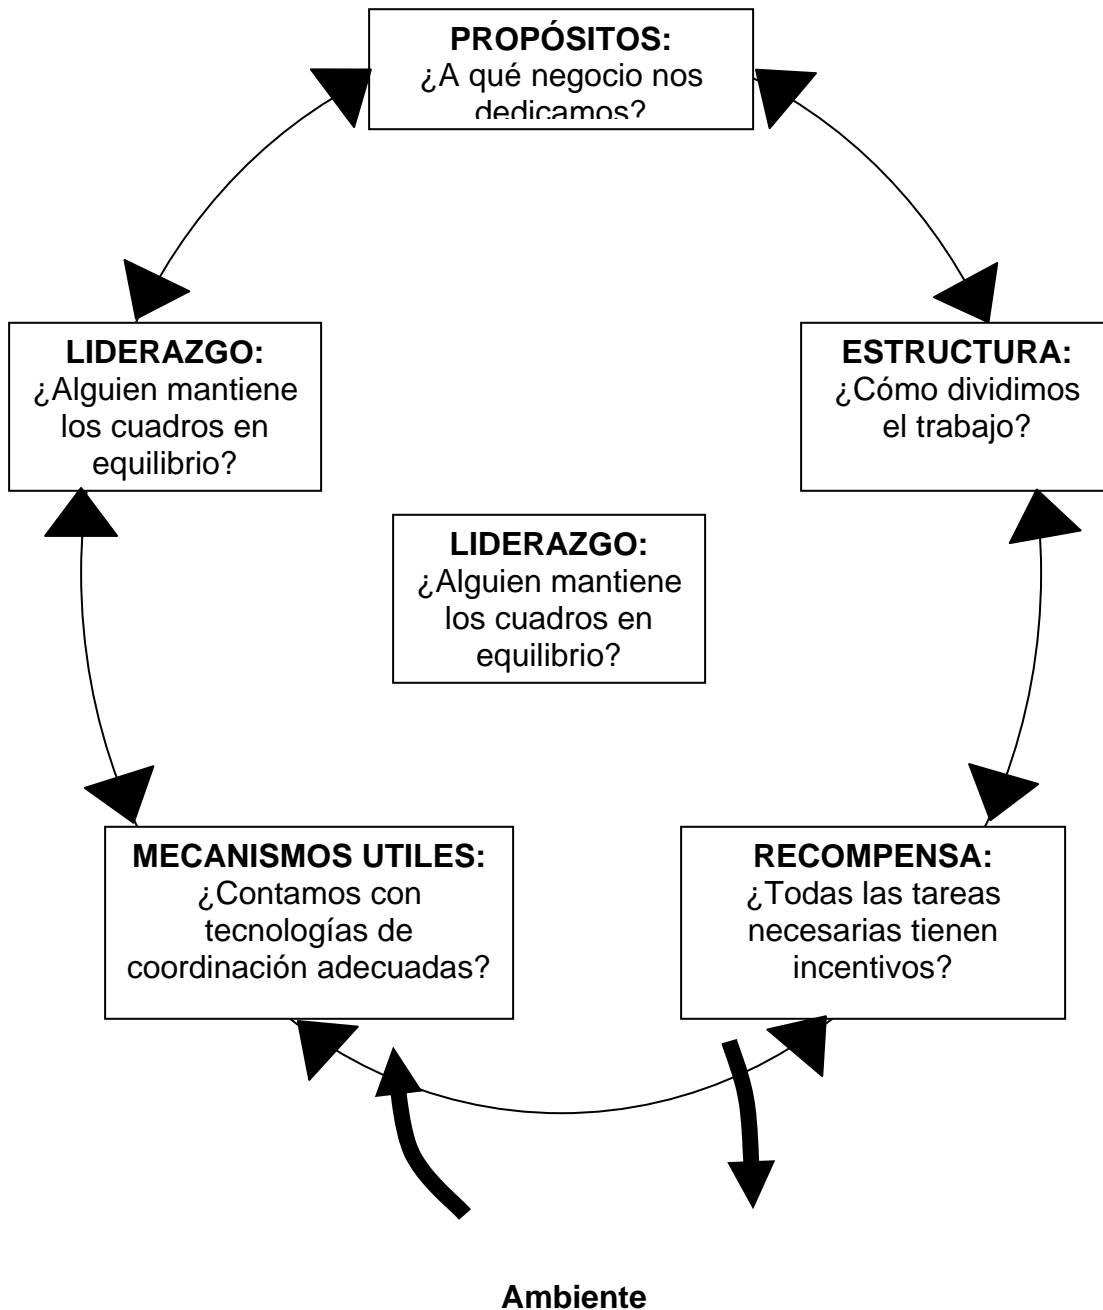 PROPÓSITOS:
¿A qué negocio nos
dedicamos?
LIDERAZGO:
¿Alguien mantiene
los cuadros en
equilibrio?
ESTRUCTURA:
¿Cómo dividimos
el trabajo?
LIDERAZGO:
¿Alguien mantiene
los cuadros en
equilibrio?
MECANISMOS UTILES:
¿Contamos con
tecnologías de
coordinación adecuadas?
RECOMPENSA:
¿Todas las tareas
necesarias tienen
incentivos?
Ambiente